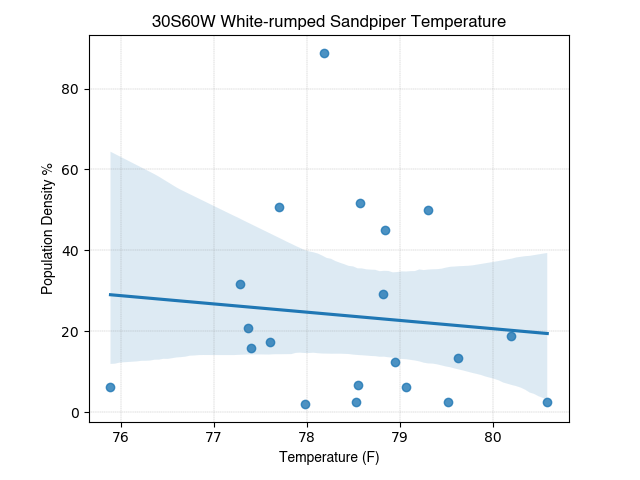 30S60W White-rumped Sandpiper Temperature
Population Density %
80
60
40
20
0
76 77 78 79 80
Temperature (F)